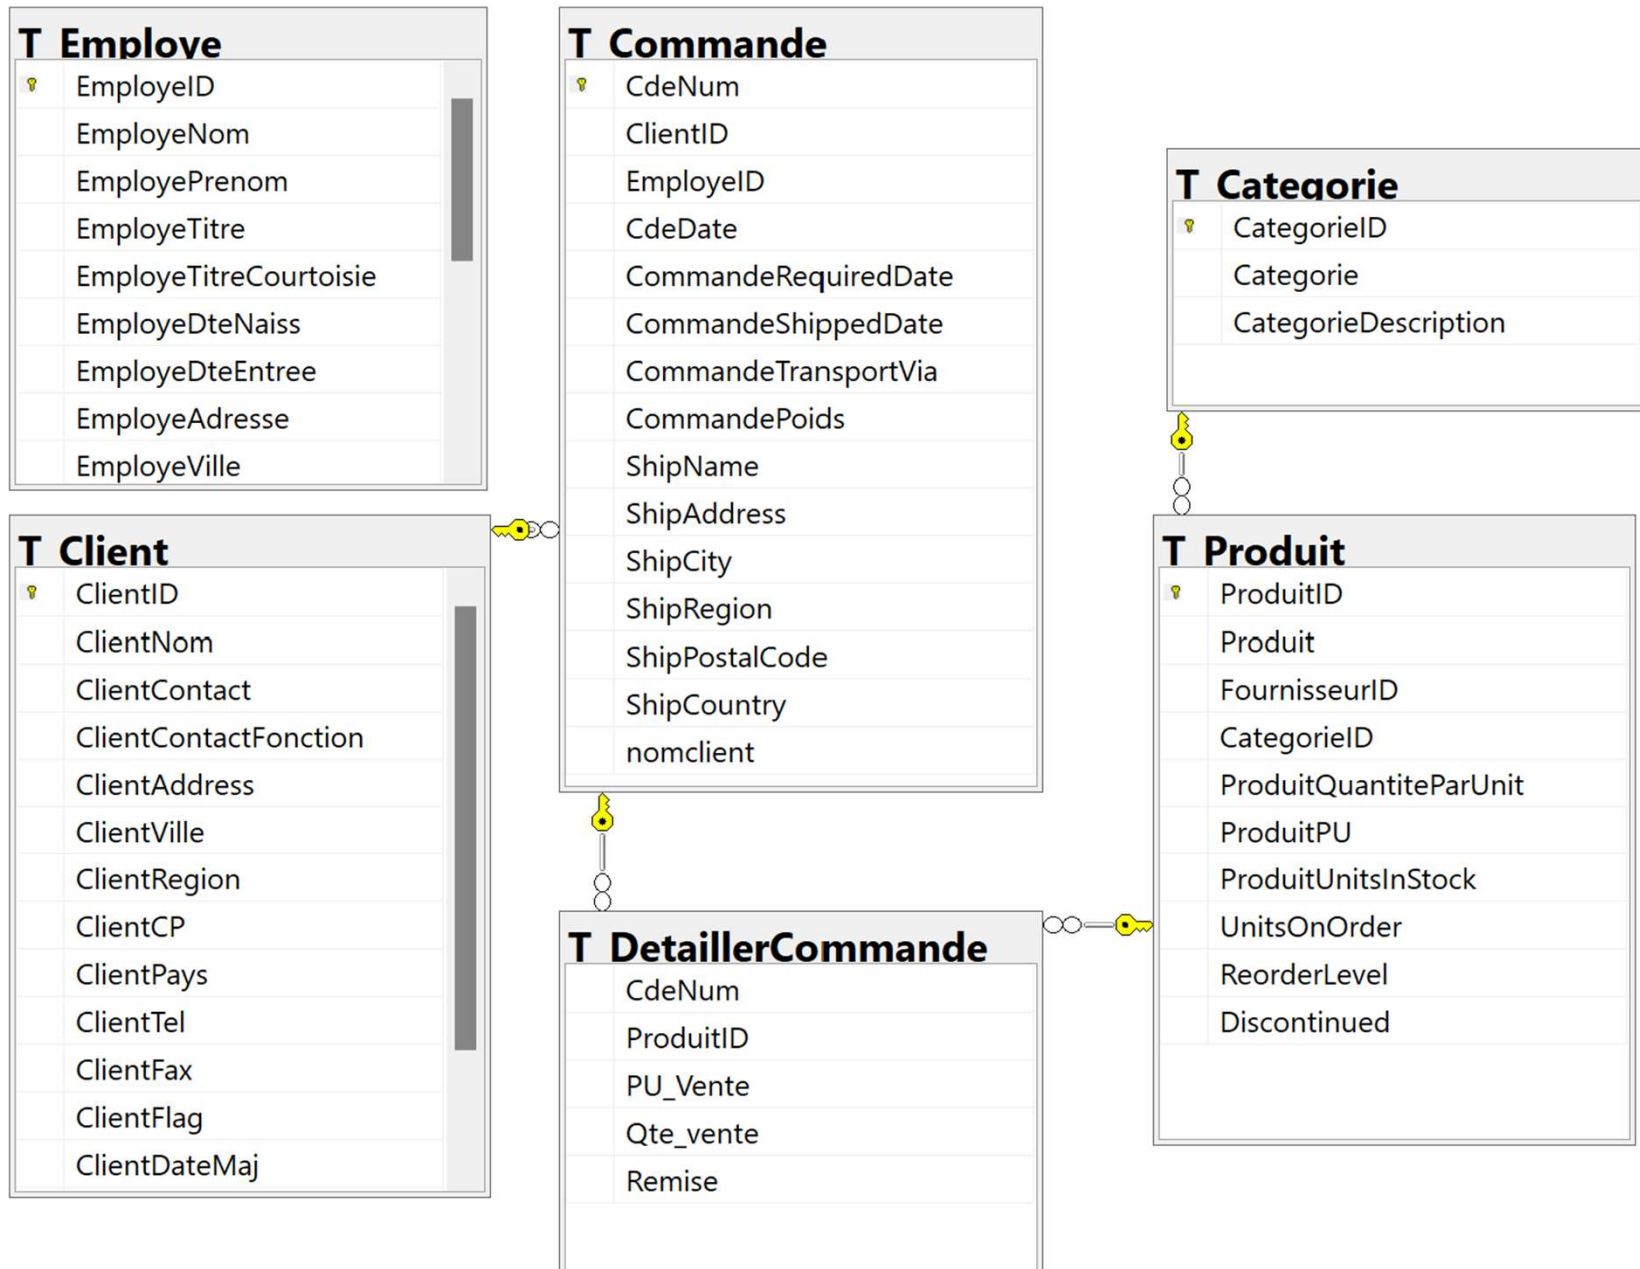 T_Employe
EmployeID
EmployeNom
EmployePrenom
EmployeTitre
EmployeTitreCourtoisie
EmployeDteNaiss
EmployeDteEntree
EmployeAdresse
EmployeVille
T_Client
ClientID
ClientNom
ClientContact
ClientContactFonction
ClientAddress
ClientVille
ClientRegion
ClientCP
ClientPays
ClientTel
ClientFax
ClientFlag
ClientDateMaj
T_Commande
CdeNum
ClientID
EmployeID
CdeDate
CommandeRequiredDate
CommandeShippedDate
CommandeTransportVia
CommandePoids
ShipName
ShipAddress
ShipCity
ShipRegion
ShipPostalCode
ShipCountry
nomclient
T_DetaillerCommande
CdeNum
ProduitID
PU_Vente
Qte_vente
Remise
T_Categorie
CategorieID
Categorie
CategorieDescription
T_Produit
ProduitID
Produit
FournisseurID
CategorieID
ProduitQuantiteParUnit
ProduitPU
ProduitUnitsInStock
UnitsOnOrder
ReorderLevel
Discontinued